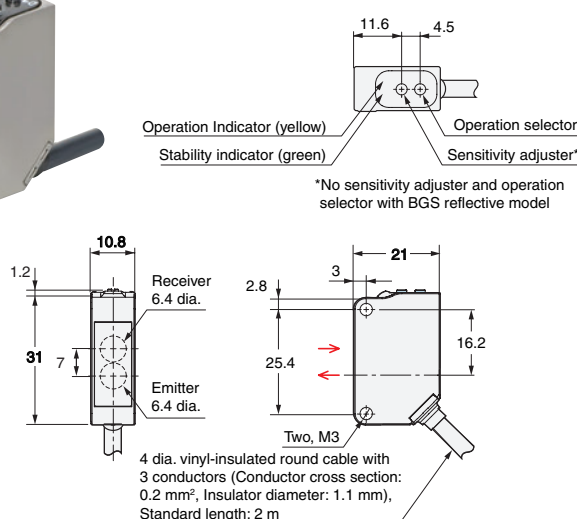 11.6
4.5
Operation Indicator (yellow)
Operation selector
Stability indicator (green)
Sensitivity adjuster*
*No sensitivity adjuster and operation
selector with BGS reflective model
10.8
21
1.2
Receiver
6.4 dia.
2.8
3
31
7
25.4
16.2
Emitter
6.4 dia.
Two, M3
4 dia. vinyl-insulated round cable with
3 conductors (Conductor cross section:
0.2 mm², Insulator diameter: 1.1 mm),
Standard length: 2 m